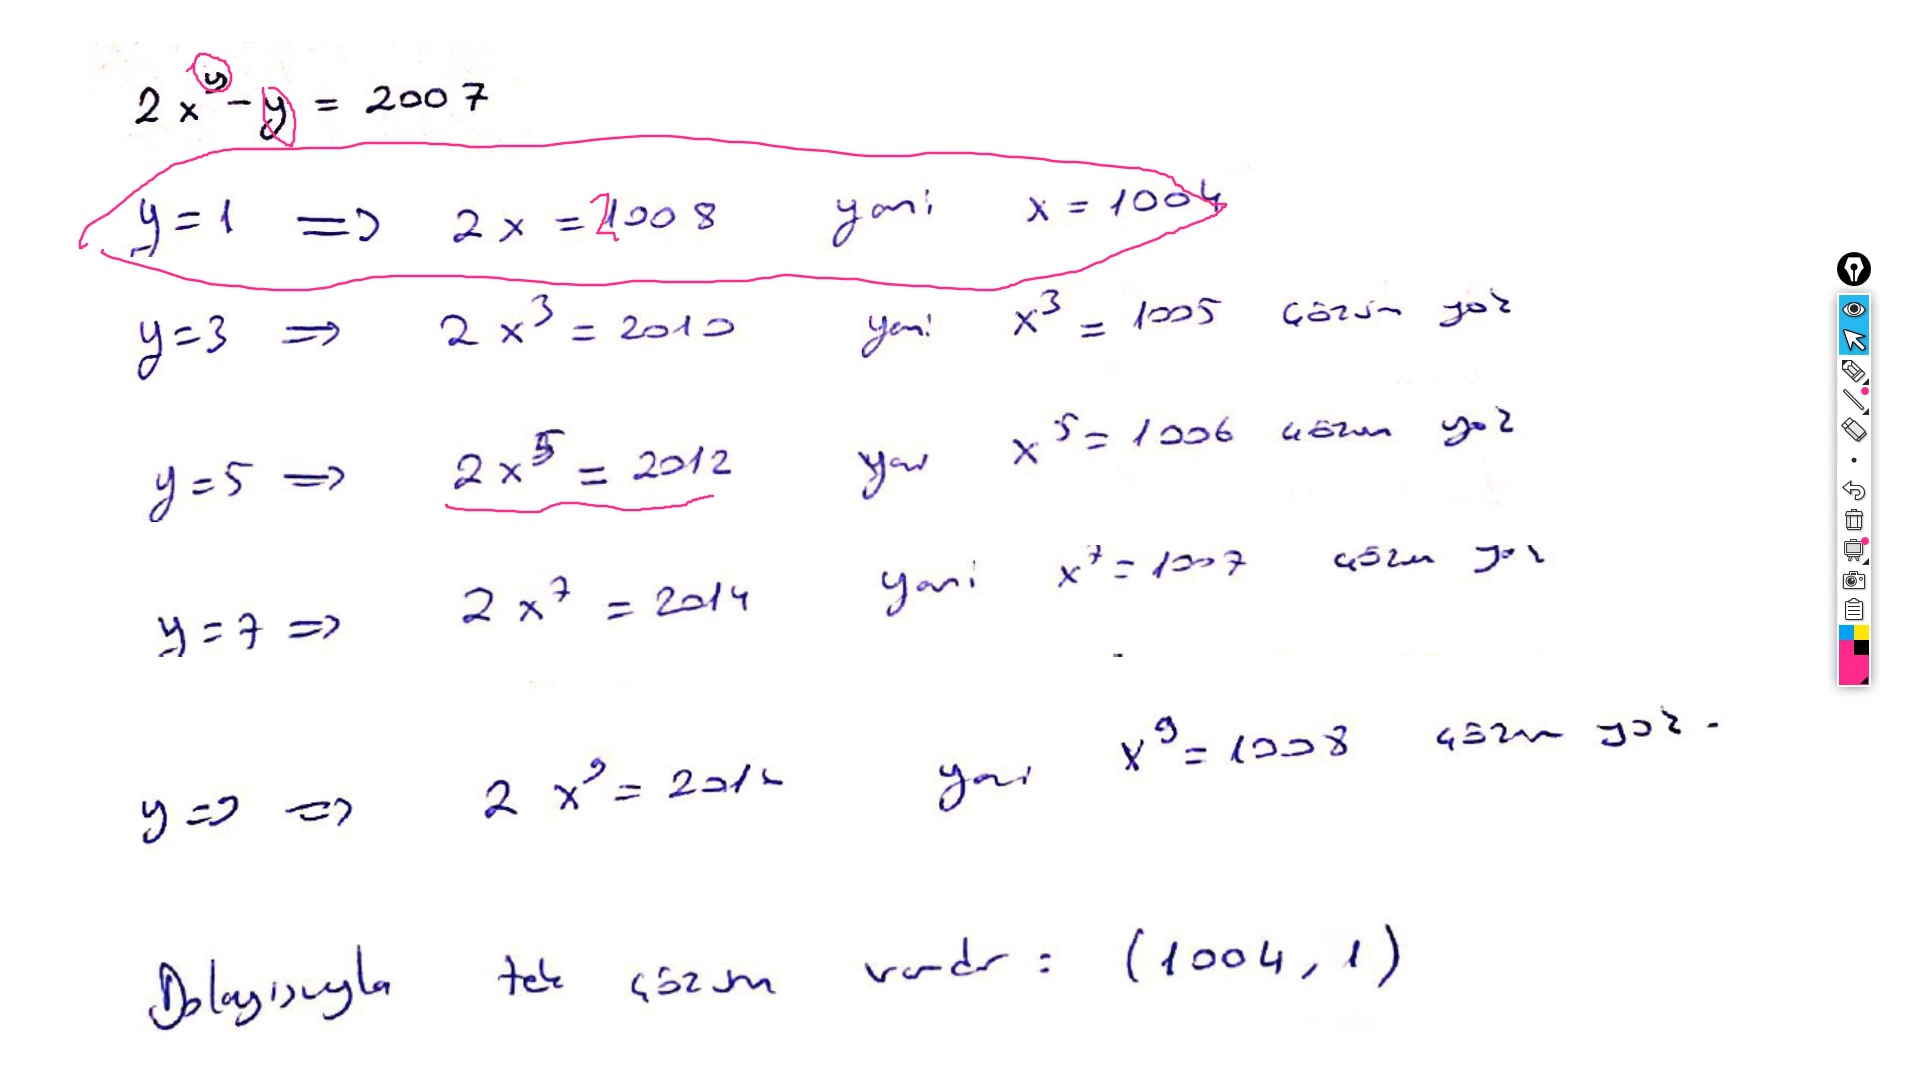 2x^y - y = 2007
y = 1 ⇒ 2x = 2008 yani x = 1004
y = 3 ⇒ 2x^3 = 2010 yani x^3 = 1005 çözüm yok
y = 5 ⇒ 2x^5 = 2012 yani x^5 = 1006 çözüm yok
y = 7 ⇒ 2x^7 = 2014 yani x^7 = 1007 çözüm yok
y = 9 ⇒ 2x^9 = 2016 yani x^9 = 1008 çözüm yok.
Dolayısıyla tek çözüm vardır : (1004, 1)